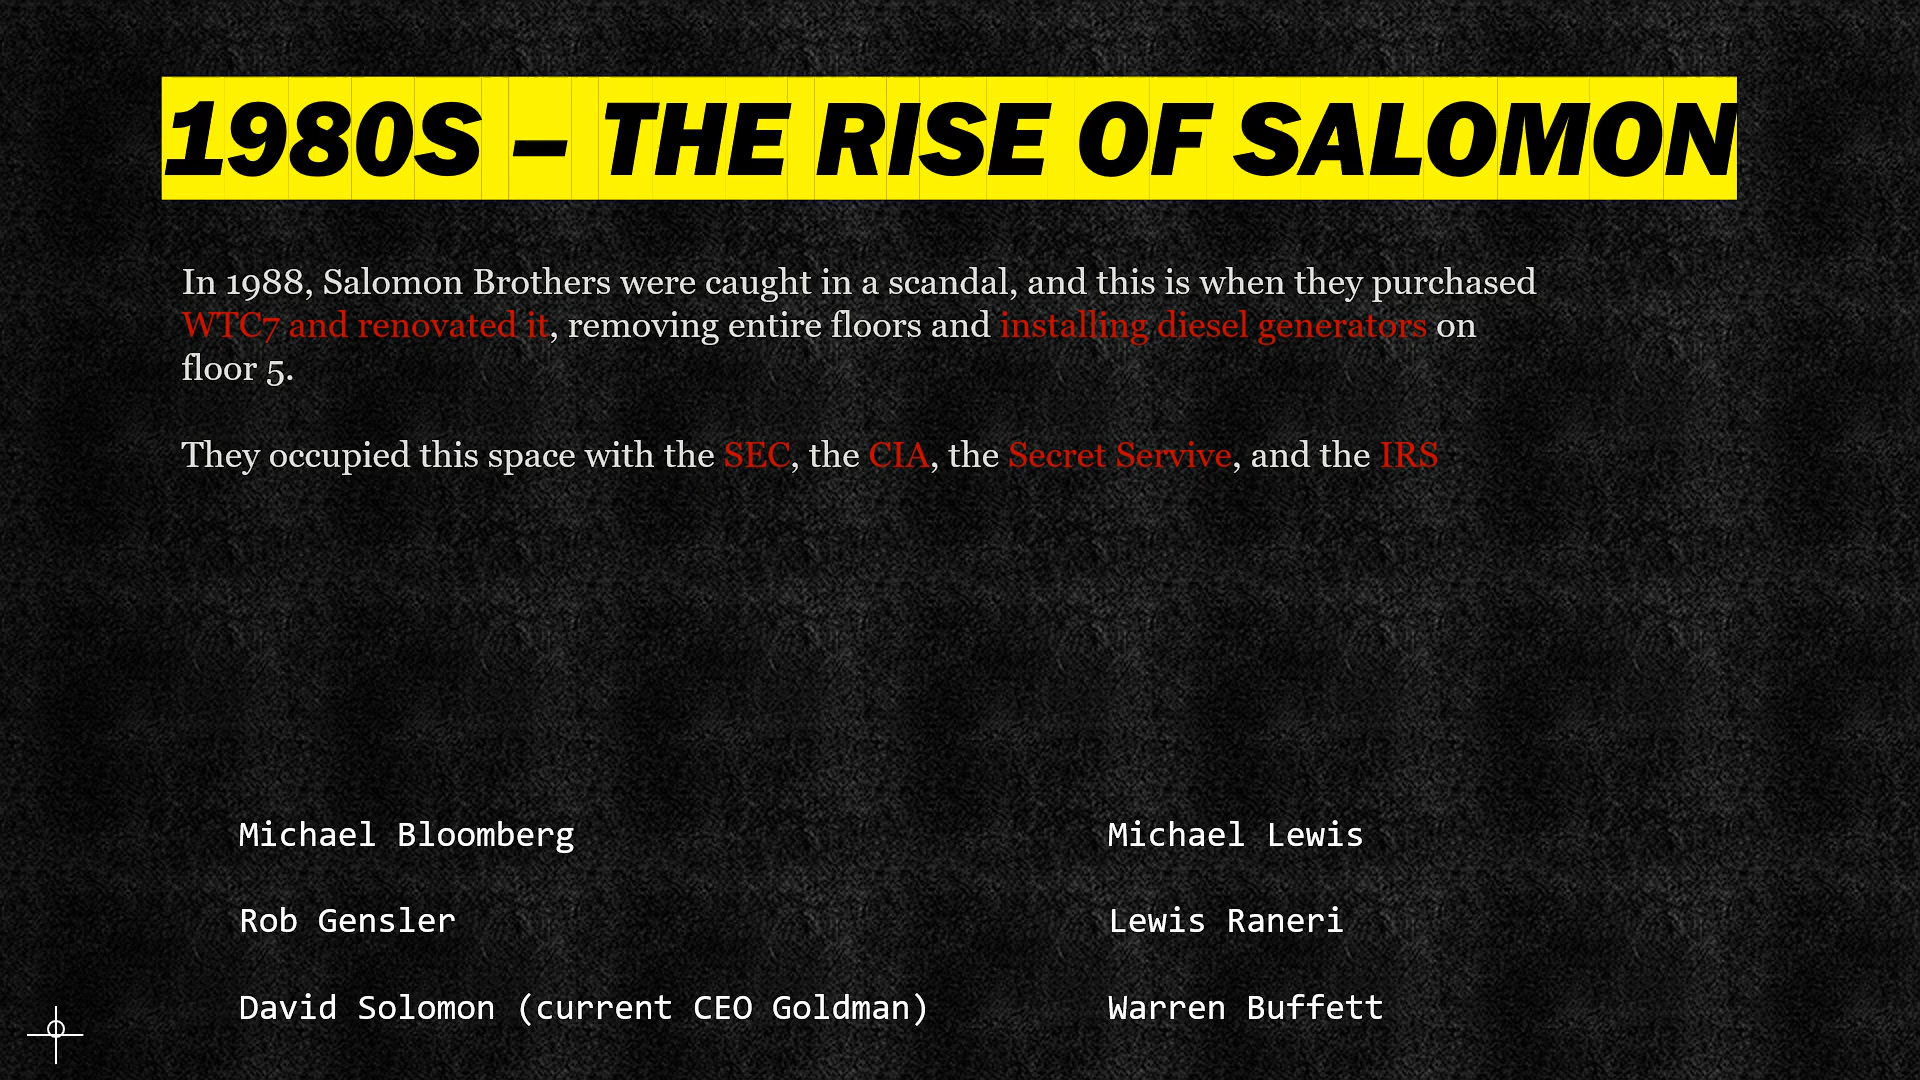 1980S – THE RISE OF SALOMON
In 1988, Salomon Brothers were caught in a scandal, and this is when they purchased
WTC7 and renovated it, removing entire floors and installing diesel generators on
floor 5.
They occupied this space with the SEC, the CIA, the Secret Servive, and the IRS
Michael Bloomberg
Michael Lewis
Rob Gensler
Lewis Raneri
David Solomon (current CEO Goldman)
Warren Buffett